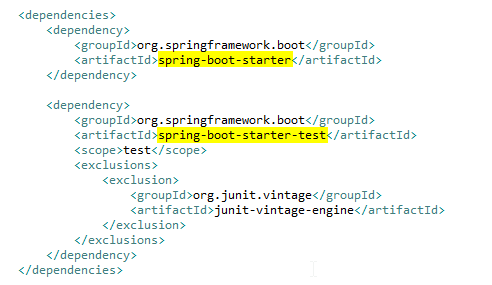 <dependencies>
    <dependency>
        <groupId>org.springframework.boot</groupId>
        <artifactId>spring-boot-starter</artifactId>
    </dependency>

    <dependency>
        <groupId>org.springframework.boot</groupId>
        <artifactId>spring-boot-starter-test</artifactId>
        <scope>test</scope>
        <exclusions>
            <exclusion>
                <groupId>org.junit.vintage</groupId>
                <artifactId>junit-vintage-engine</artifactId>
            </exclusion>
        </exclusions>
    </dependency>
</dependencies>